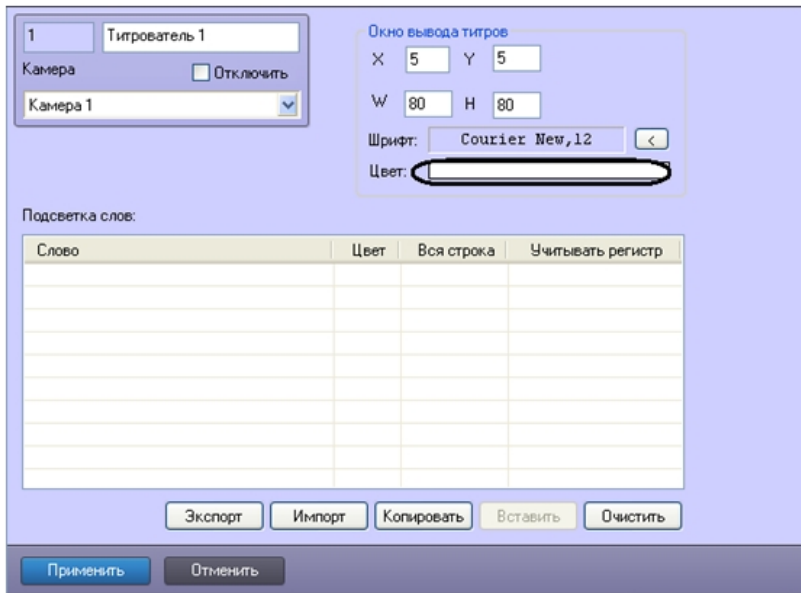 1 Титрователь 1
Камера Отключить
Камера 1
Окно вывода титров
X 5 Y 5
W 80 H 80
Шрифт: Courier New,12 <
Цвет:
Подсветка слов:
Слово Цвет Вся строка Учитывать регистр
Экспорт Импорт Копировать Вставить Очистить
Применить Отменить